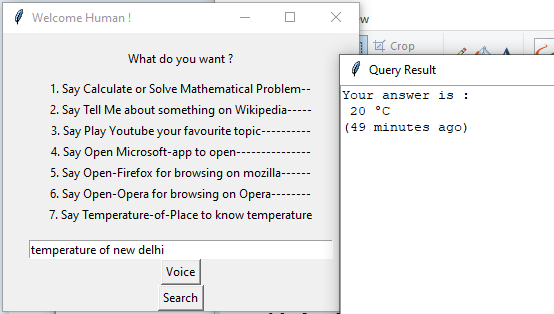 Welcome Human !
What do you want ?
1. Say Calculate or Solve Mathematical Problem--
2. Say Tell Me about something on Wikipedia-----
3. Say Play Youtube your favourite topic-----------
4. Say Open Microsoft-app to open---------------
5. Say Open-Firefox for browsing on mozilla------
6. Say Open-Opera for browsing on Opera--------
7. Say Temperature-of-Place to know temperature
temperature of new delhi
Voice
Search
Crop
Query Result
Your answer is :
20 °C
(49 minutes ago)